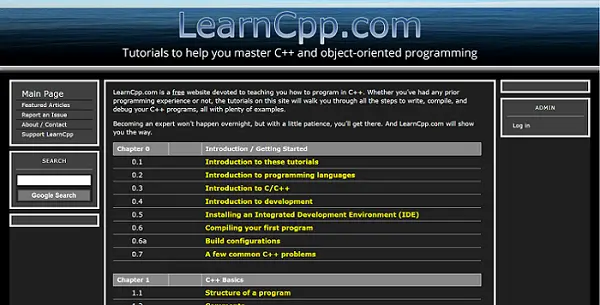 LearnCpp.com
Tutorials to help you master C++ and object-oriented programming
Main Page
Featured Articles
Report an Issue
About / Contact
Support LearnCpp
SEARCH
Google Search
LearnCpp.com is a free website devoted to teaching you how to program in C++. Whether you've had any prior
programming experience or not, the tutorials on this site will walk you through all the steps to write, compile, and
debug your C++ programs, all with plenty of examples.
Becoming an expert won't happen overnight, but with a little patience, you'll get there. And LearnCpp.com will show
you the way.
Chapter 0 Introduction / Getting Started
0.1 Introduction to these tutorials
0.2 Introduction to programming languages
0.3 Introduction to C/C++
0.4 Introduction to development
0.5 Installing an Integrated Development Environment (IDE)
0.6 Compiling your first program
0.6a Build configurations
0.7 A few common C++ problems
Chapter 1 C++ Basics
1.1 Structure of a program
ADMIN
Log in